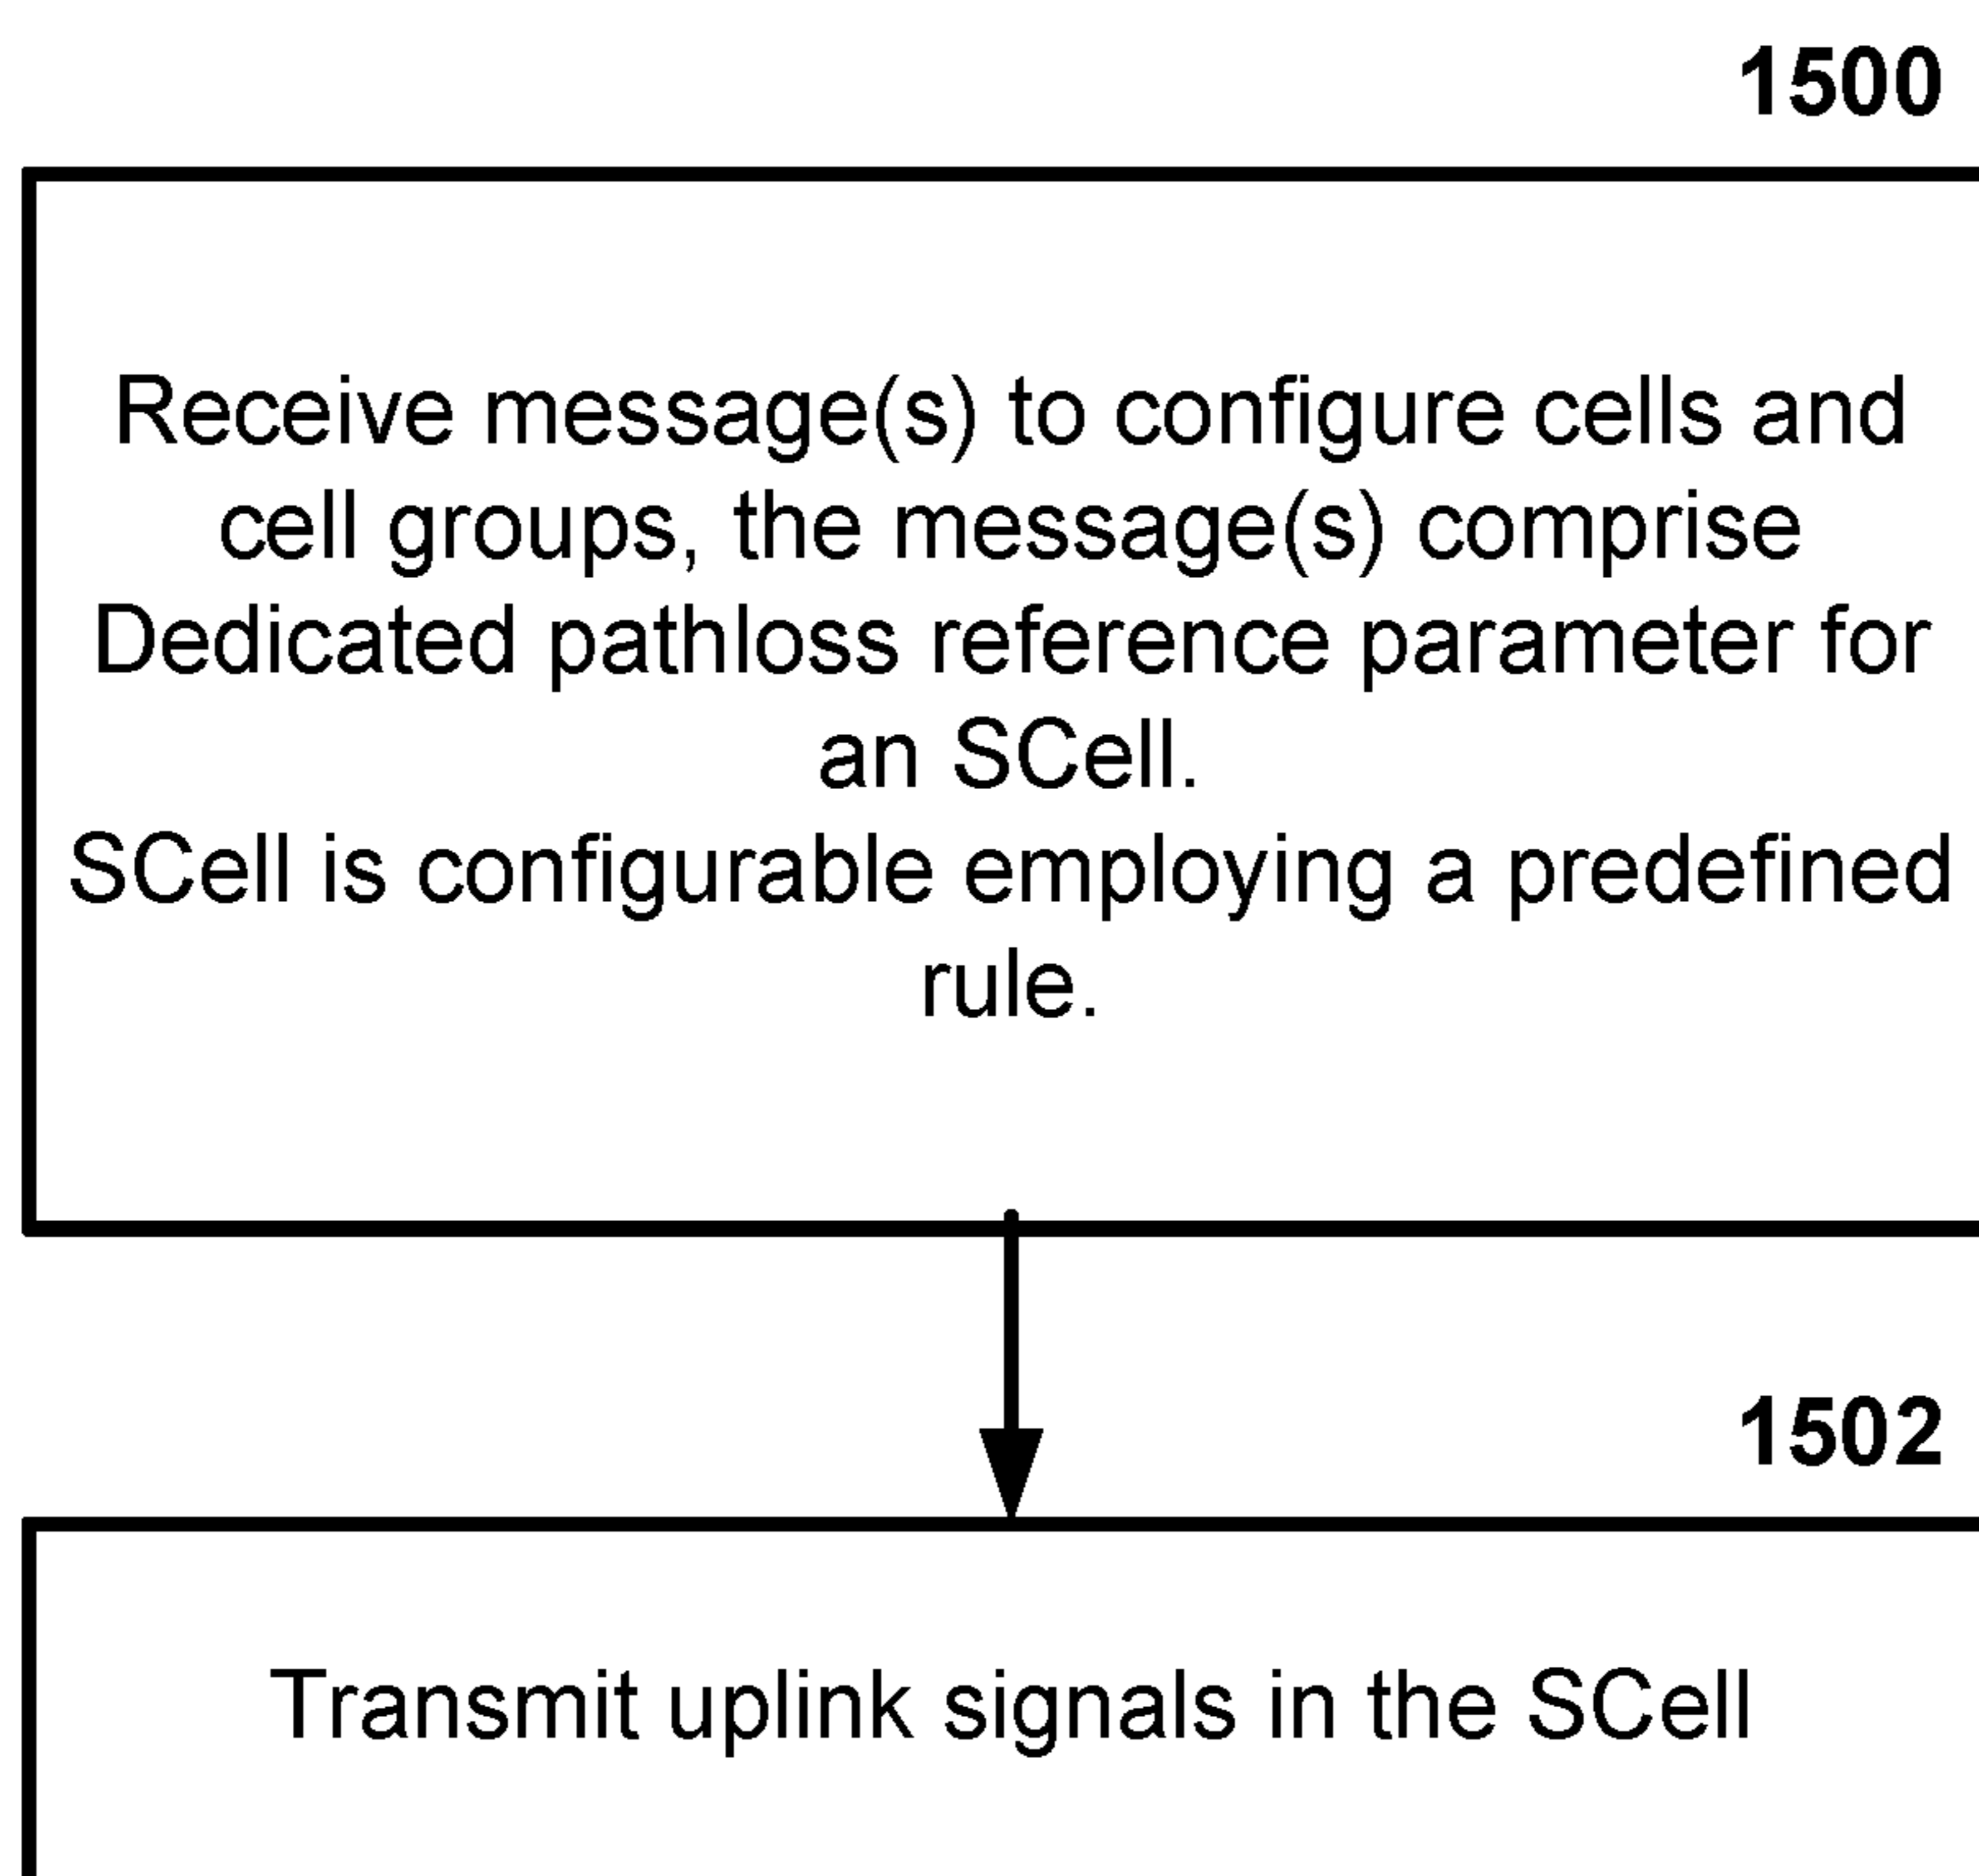 1500
Receive message(s) to configure cells and
cell groups, the message(s) comprise
Dedicated pathloss reference parameter for
an SCell.
SCell is configurable employing a predefined
rule.
1502
Transmit uplink signals in the SCell